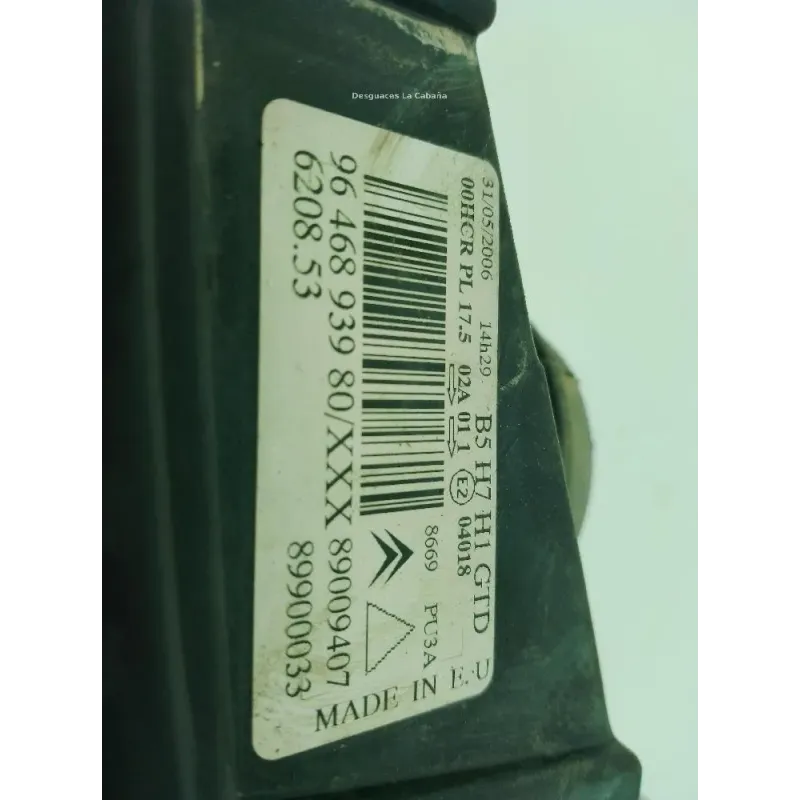 Desguaces La Cabaña
31/05/2006 14h29 B5 H7 H1 GTD
00HCR PL 17.5 02A 01 1 E2 04018
8669 PU3A
96 468 939 80/XXX 89009407
6208.53 89900033
MADE IN E.U